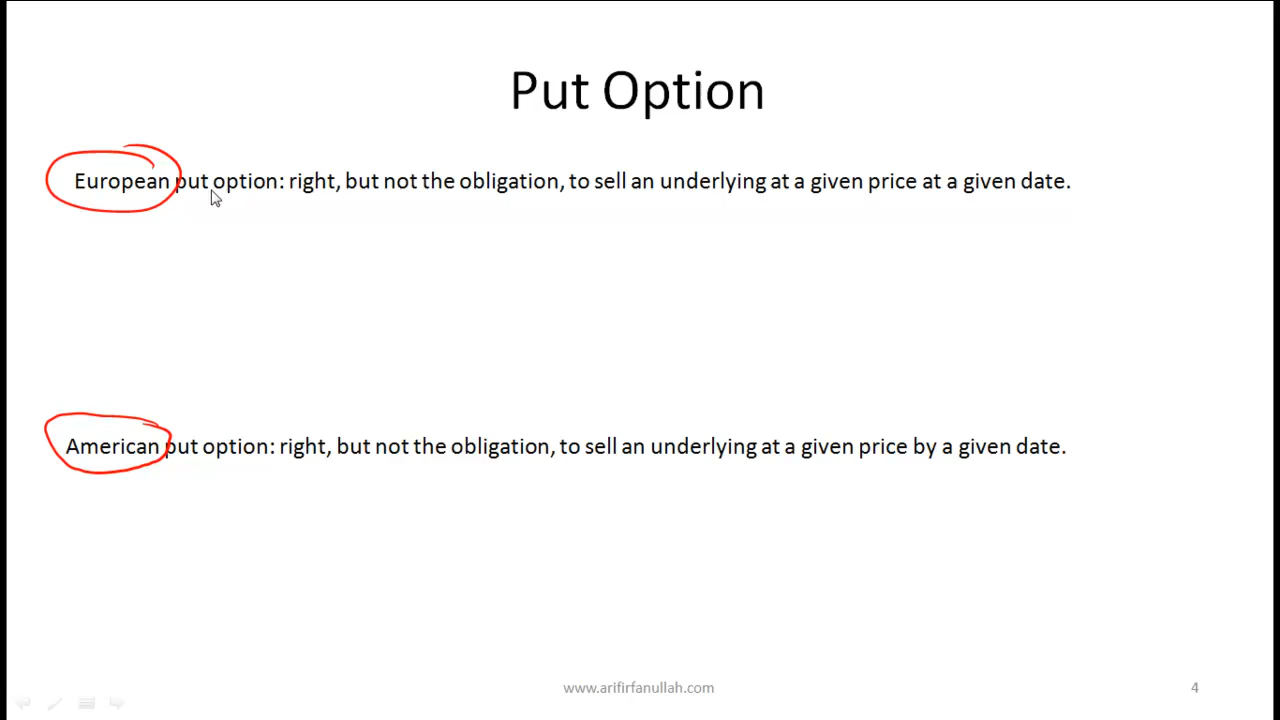 Put Option
European put option: right, but not the obligation, to sell an underlying at a given price at a given date.
American put option: right, but not the obligation, to sell an underlying at a given price by a given date.
www.arifirfanullah.com
4